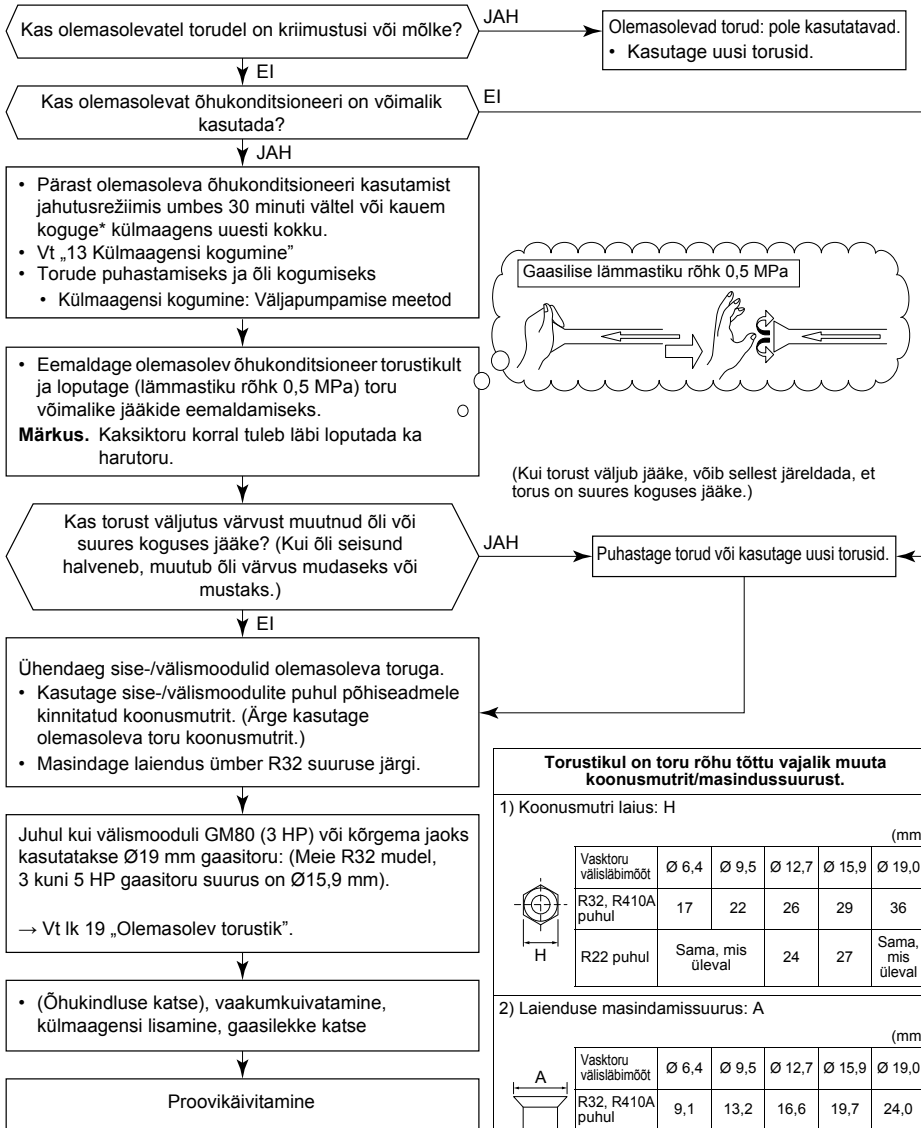 Kas olemasolevatel torudel on kriimustusi või mõlke?
JAH
Olemasolevad torud: pole kasutatavad.
• Kasutage uusi torusid.
EI
Kas olemasolevat õhukonditsioneeri on võimalik
kasutada?
EI
JAH
• Pärast olemasoleva õhukonditsioneeri kasutamist
jahutusrežiimis umbes 30 minuti vältel või kauem
koguge* külmaagens uuesti kokku.
• Vt „13 Külmaagensi kogumine”
• Torude puhastamiseks ja õli kogumiseks
• Külmaagensi kogumine: Väljapumpamise meetod
Gaasilise lämmastiku rõhk 0,5 MPa
• Eemaldage olemasolev õhukonditsioneer torustikult
ja loputage (lämmastiku rõhk 0,5 MPa) toru
võimalike jääkide eemaldamiseks.
Märkus. Kaksiktoru korral tuleb läbi loputada ka
harutoru.
(Kui torust väljub jääke, võib sellest järeldada, et
torus on suures koguses jääke.)
Kas torust väljutus värvust muutnud õli või
suures koguses jääke? (Kui õli seisund
halveneb, muutub õli värvus mudaseks või
mustaks.)
JAH
Puhastage torud või kasutage uusi torusid.
EI
Ühendaeg sise-/välismoodulid olemasoleva toruga.
• Kasutage sise-/välismoodulite puhul põhiseadmele
kinnitatud koonusmutrit. (Ärge kasutage
olemasoleva toru koonusmutrit.)
• Masindage laiendus ümber R32 suuruse järgi.
Juhul kui välismooduli GM80 (3 HP) või kõrgema jaoks
kasutatakse Ø19 mm gaasitoru: (Meie R32 mudel,
3 kuni 5 HP gaasitoru suurus on Ø15,9 mm).
→ Vt lk 19 „Olemasolev torustik”.
• (Õhukindluse katse), vaakumkuivatamine,
külmaagensi lisamine, gaasilekke katse
Proovikäivitamine
Torustikul on toru rõhu tõttu vajalik muuta
koonusmutrit/masindussuurust.
1) Koonusmutri laius: H
(mm
Vasktoru
välisläbimõõt Ø 6,4 Ø 9,5 Ø 12,7 Ø 15,9 Ø 19,0
R32, R410A
puhul 17 22 26 29 36
H
R22 puhul Sama, mis
üleval 24 27 Sama,
mis
üleval
2) Laienduse masindamissuurus: A
(mm
A
Vasktoru
välisläbimõõt Ø 6,4 Ø 9,5 Ø 12,7 Ø 15,9 Ø 19,0
R32, R410A
puhul 9,1 13,2 16,6 19,7 24,0